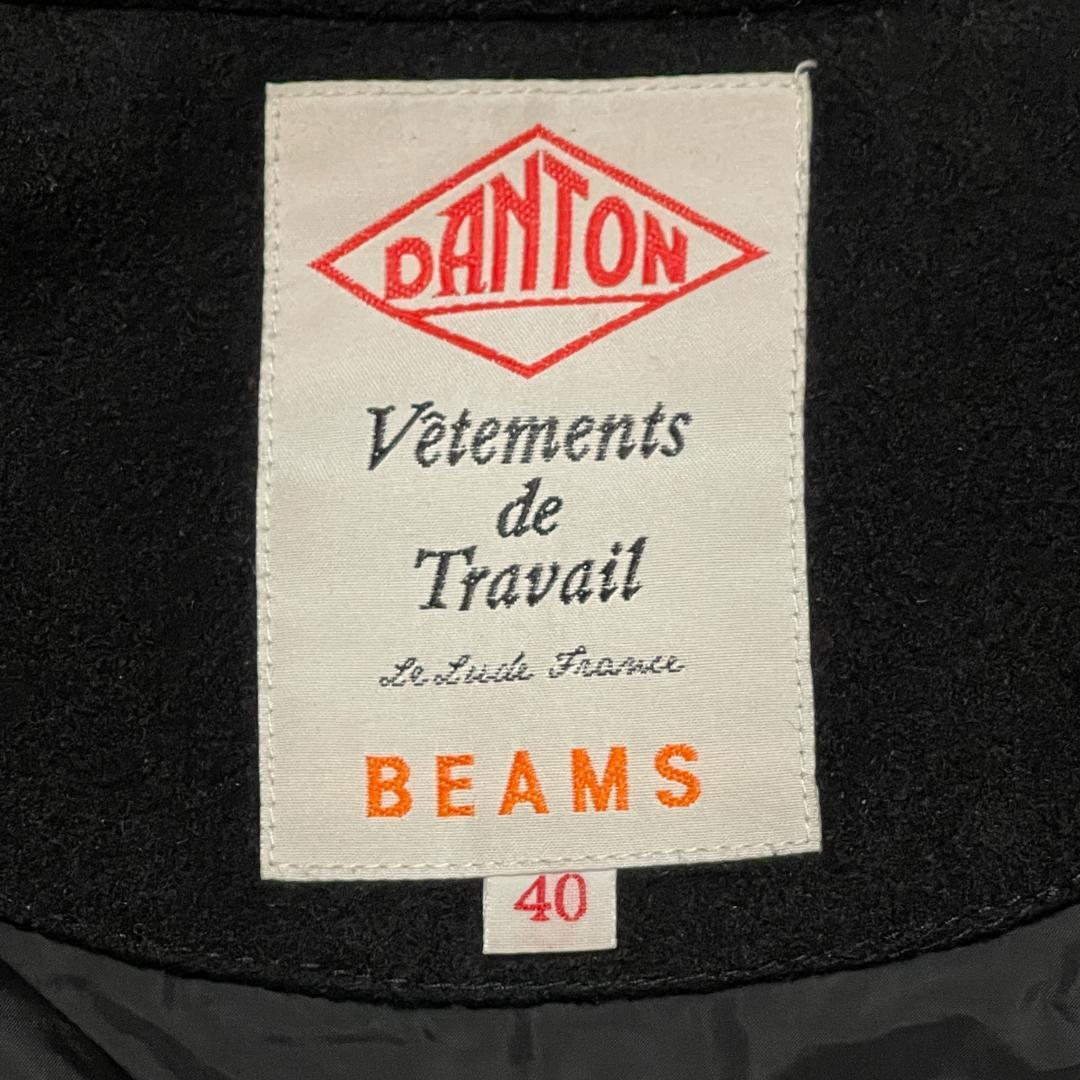 DANTON
Vêtements
de
Travail
Le Lude France
BEAMS
40